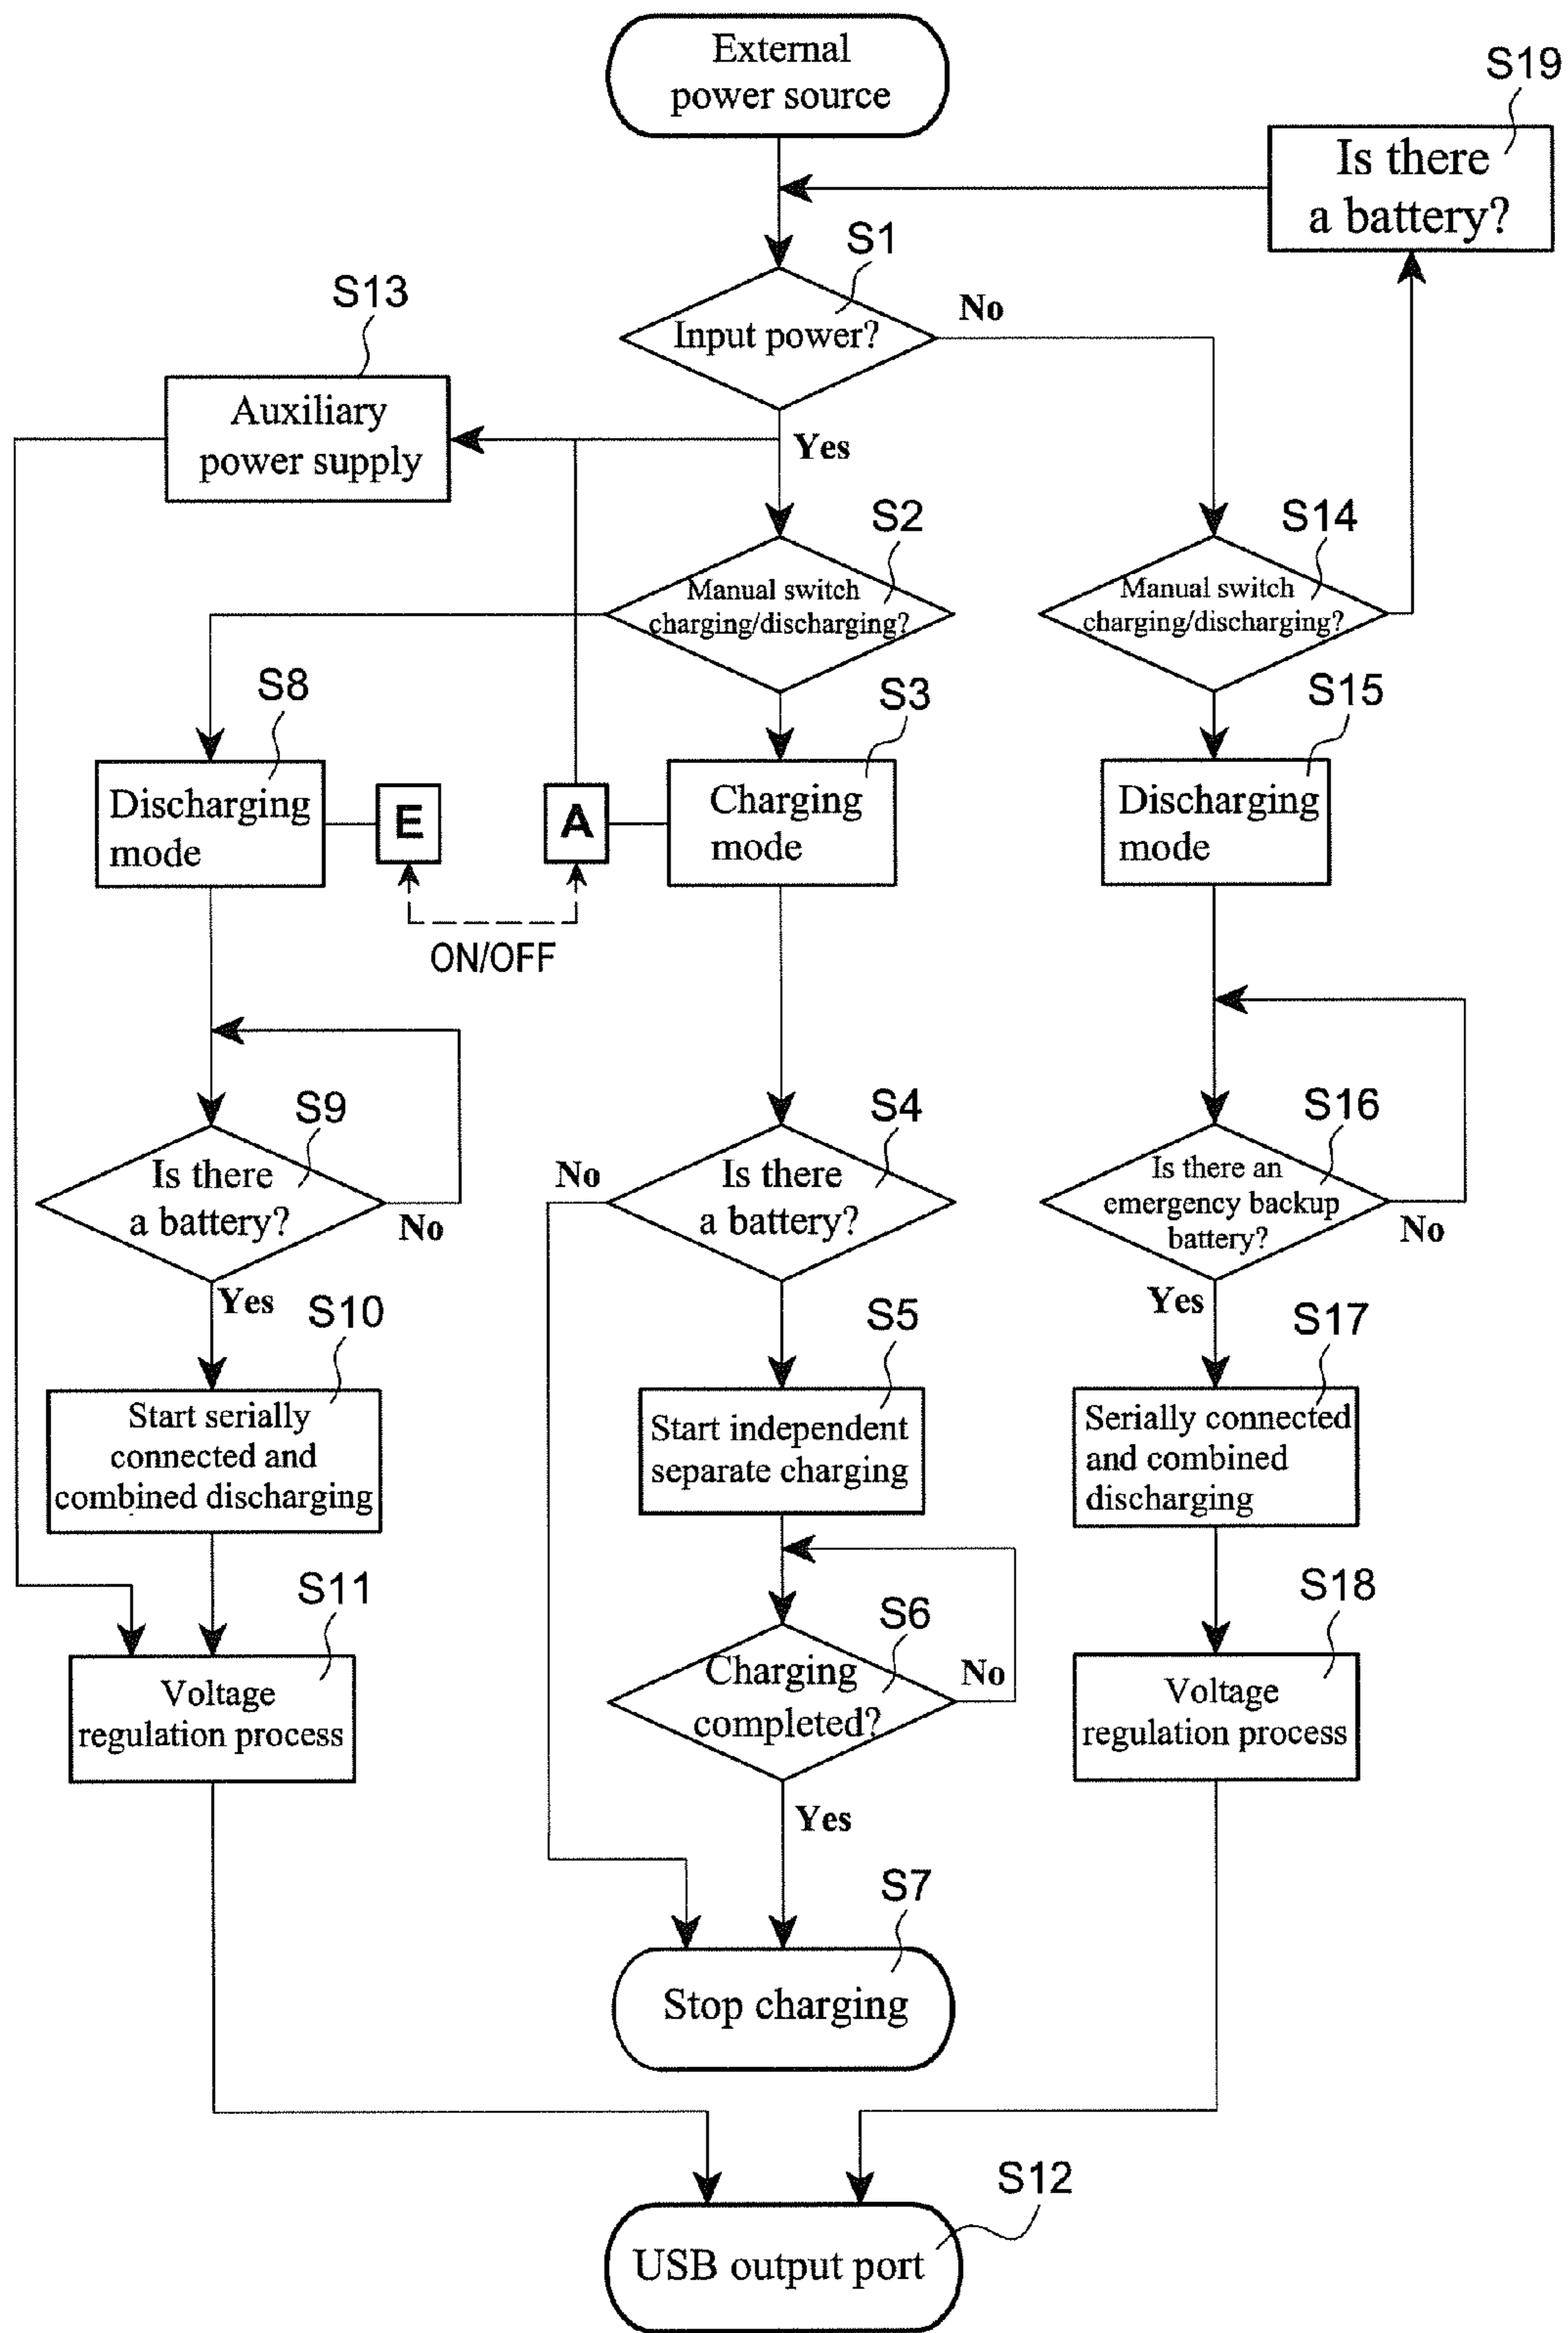 External
power source
S19
Is there
a battery?
S1
Input power?
No
S13
Auxiliary
power supply
Yes
S2
Manual switch
charging/discharging?
S14
Manual switch
charging/discharging?
S8
Discharging
mode
E
A
ON/OFF
S3
Charging
mode
S15
Discharging
mode
S9
Is there
a battery?
No
Yes
S4
No
Is there
a battery?
S16
Is there an
emergency backup
battery?
No
Yes
S10
Start serially
connected and
combined discharging
S5
Start independent
separate charging
S17
Serially connected
and combined
discharging
S11
Voltage
regulation process
S6
Charging
completed?
No
Yes
S18
Voltage
regulation process
S7
Stop charging
S12
USB output port